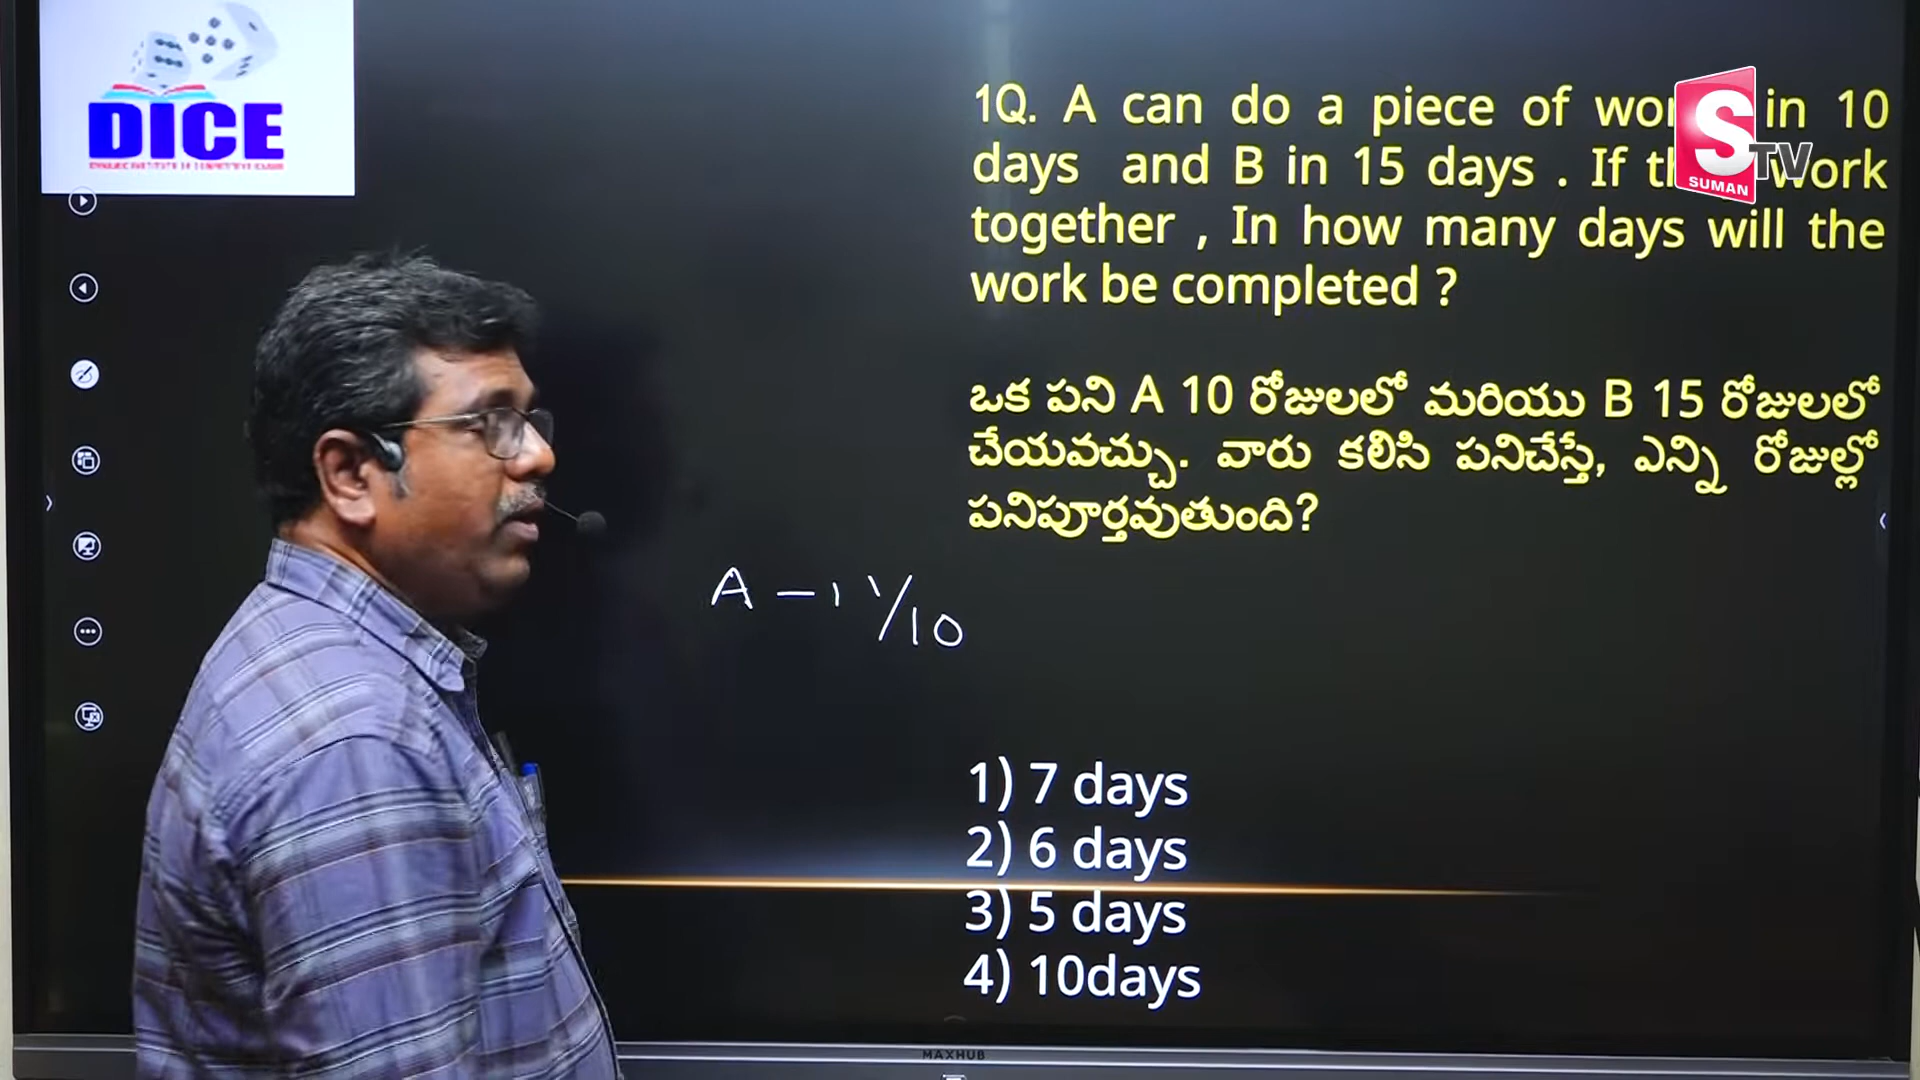 DICE
1Q. A can do a piece of wor in 10
days and B in 15 days . If th work
together , In how many days will the
work be completed ?
ఒక పని A 10 రోజులలో మరియు B 15 రోజులలో
చేయవచ్చు. వారు కలిసి పనిచేస్తే, ఎన్ని రోజుల్లో
పనిపూర్తవుతుంది?
A – 1 1/10
1) 7 days
2) 6 days
3) 5 days
4) 10days
S TV
SUMAN
MAXHUB